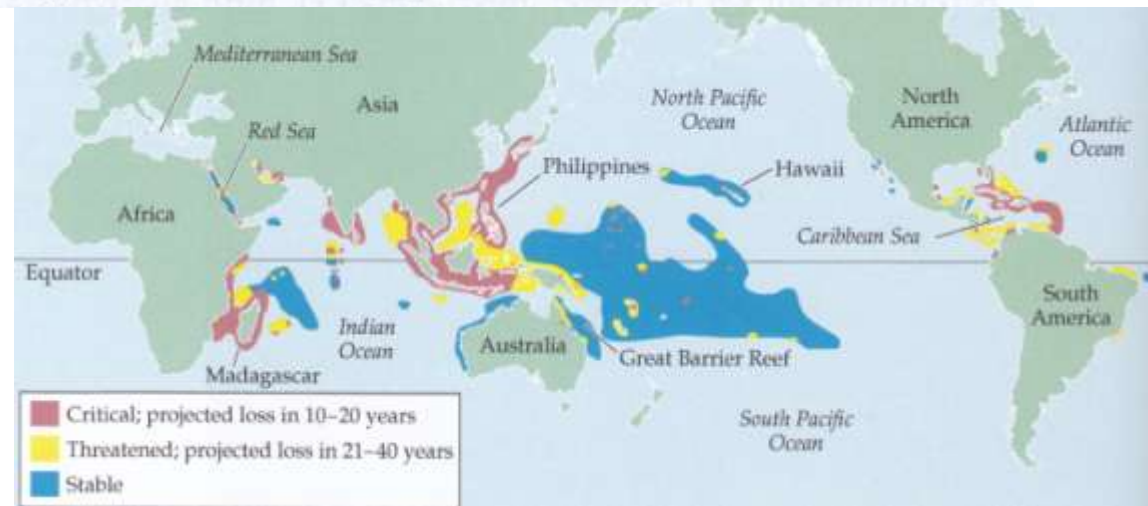 Mediterranean Sea
Asia
North Pacific
Ocean
North
America
Atlantic
Ocean
Red Sea
Philippines
Hawaii
Africa
Caribbean Sea
Equator
Indian
Ocean
Australia
Great Barrier Reef
South
America
Madagascar
South Pacific
Ocean
Critical; projected loss in 10–20 years
Threatened; projected loss in 21–40 years
Stable